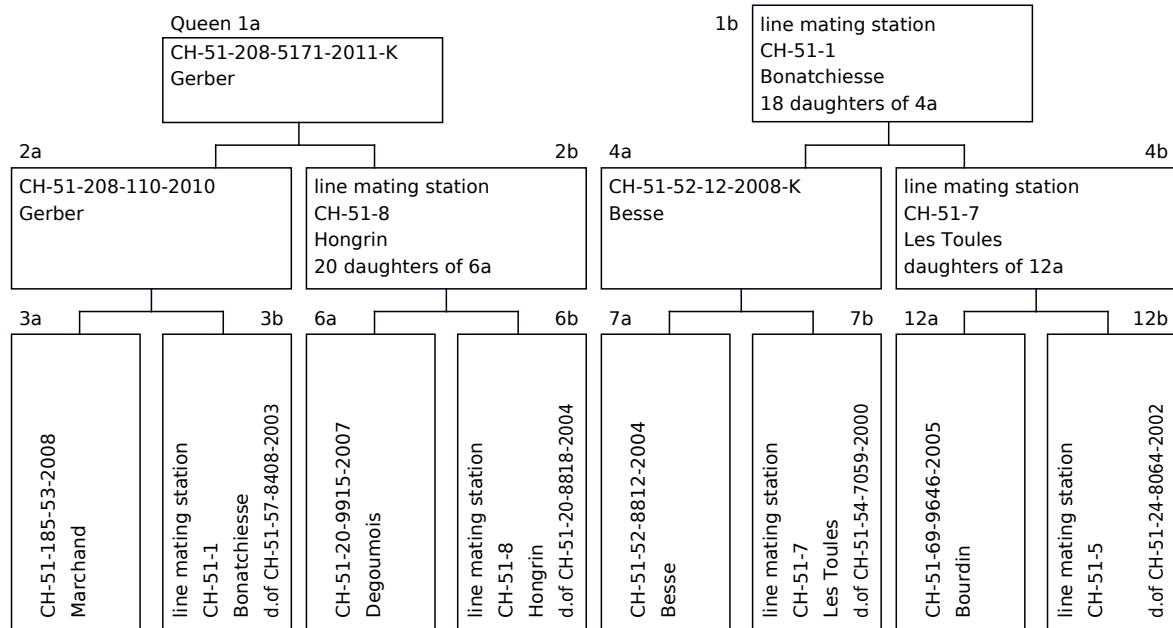 Queen 1a
CH-51-208-5171-2011-K
Gerber
1b
line mating station
CH-51-1
Bonatchiesse
18 daughters of 4a
2a
CH-51-208-110-2010
Gerber
2b
line mating station
CH-51-8
Hongrin
20 daughters of 6a
4a
CH-51-52-12-2008-K
Besse
4b
line mating station
CH-51-7
Les Toules
daughters of 12a
3a
CH-51-185-53-2008
Marchand
3b
line mating station
CH-51-1
Bonatchiesse
d.of CH-51-57-8408-2003
6a
CH-51-20-9915-2007
Degoumois
6b
line mating station
CH-51-8
Hongrin
d.of CH-51-20-8818-2004
7a
CH-51-52-8812-2004
Besse
7b
line mating station
CH-51-7
Les Toules
d.of CH-51-54-7059-2000
12a
CH-51-69-9646-2005
Bourdin
12b
line mating station
CH-51-5
d.of CH-51-24-8064-2002